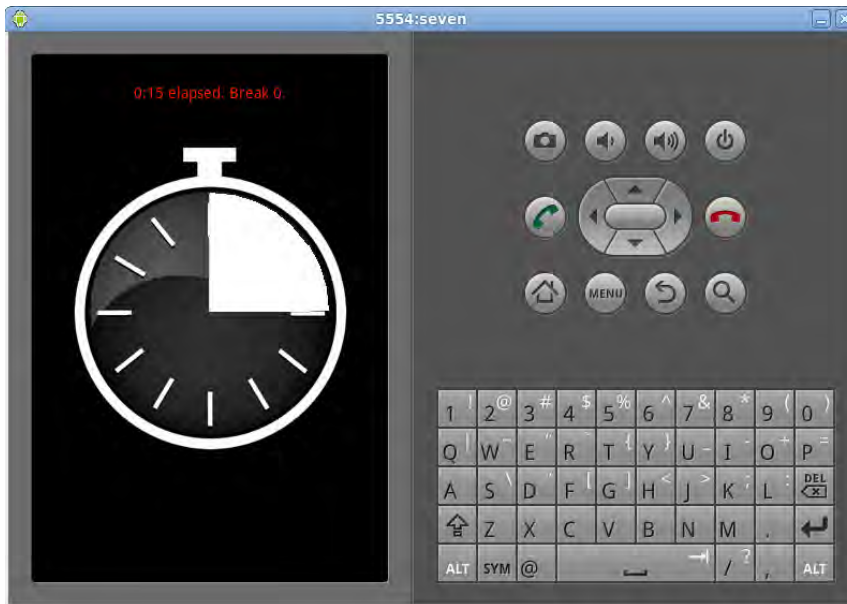 5554:seven
0:15 elapsed. Break 0.
MENU
1 ! 2 @ 3 # 4 $ 5 % 6 ^ 7 & 8 * 9 ( 0 )
Q | W ~ E " R ` T { Y } U _ I - O + P =
A S \ D ' F [ G ] H < J > K ; L : DEL
Z X C V B N M .
ALT SYM @ / ? , ALT